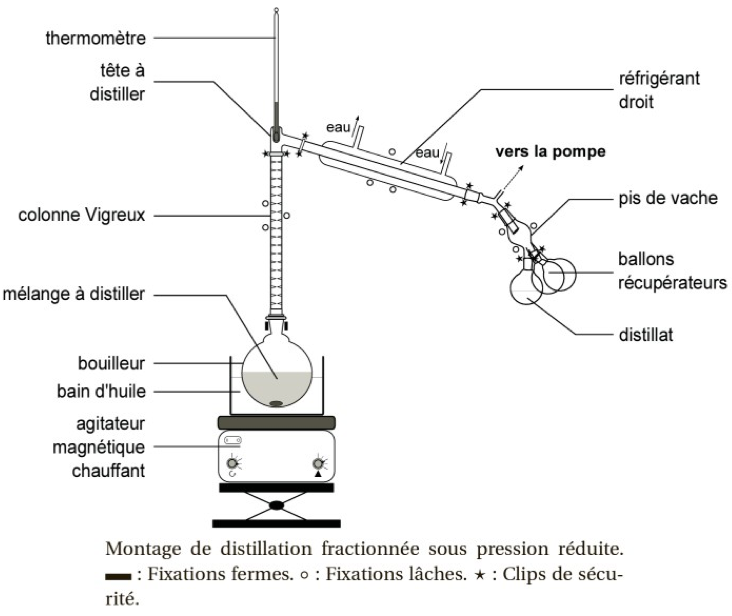 thermomètre
tête à
distiller
colonne Vigreux
mélange à distiller
bouilleur
bain d'huile
agitateur
magnétique
chauffant
eau
eau
vers la pompe
réfrigérant
droit
pis de vache
ballons
récupérateurs
distillat
Montage de distillation fractionnée sous pression réduite.
: Fixations fermes. ∘ : Fixations lâches. ★ : Clips de sécu-
rité.